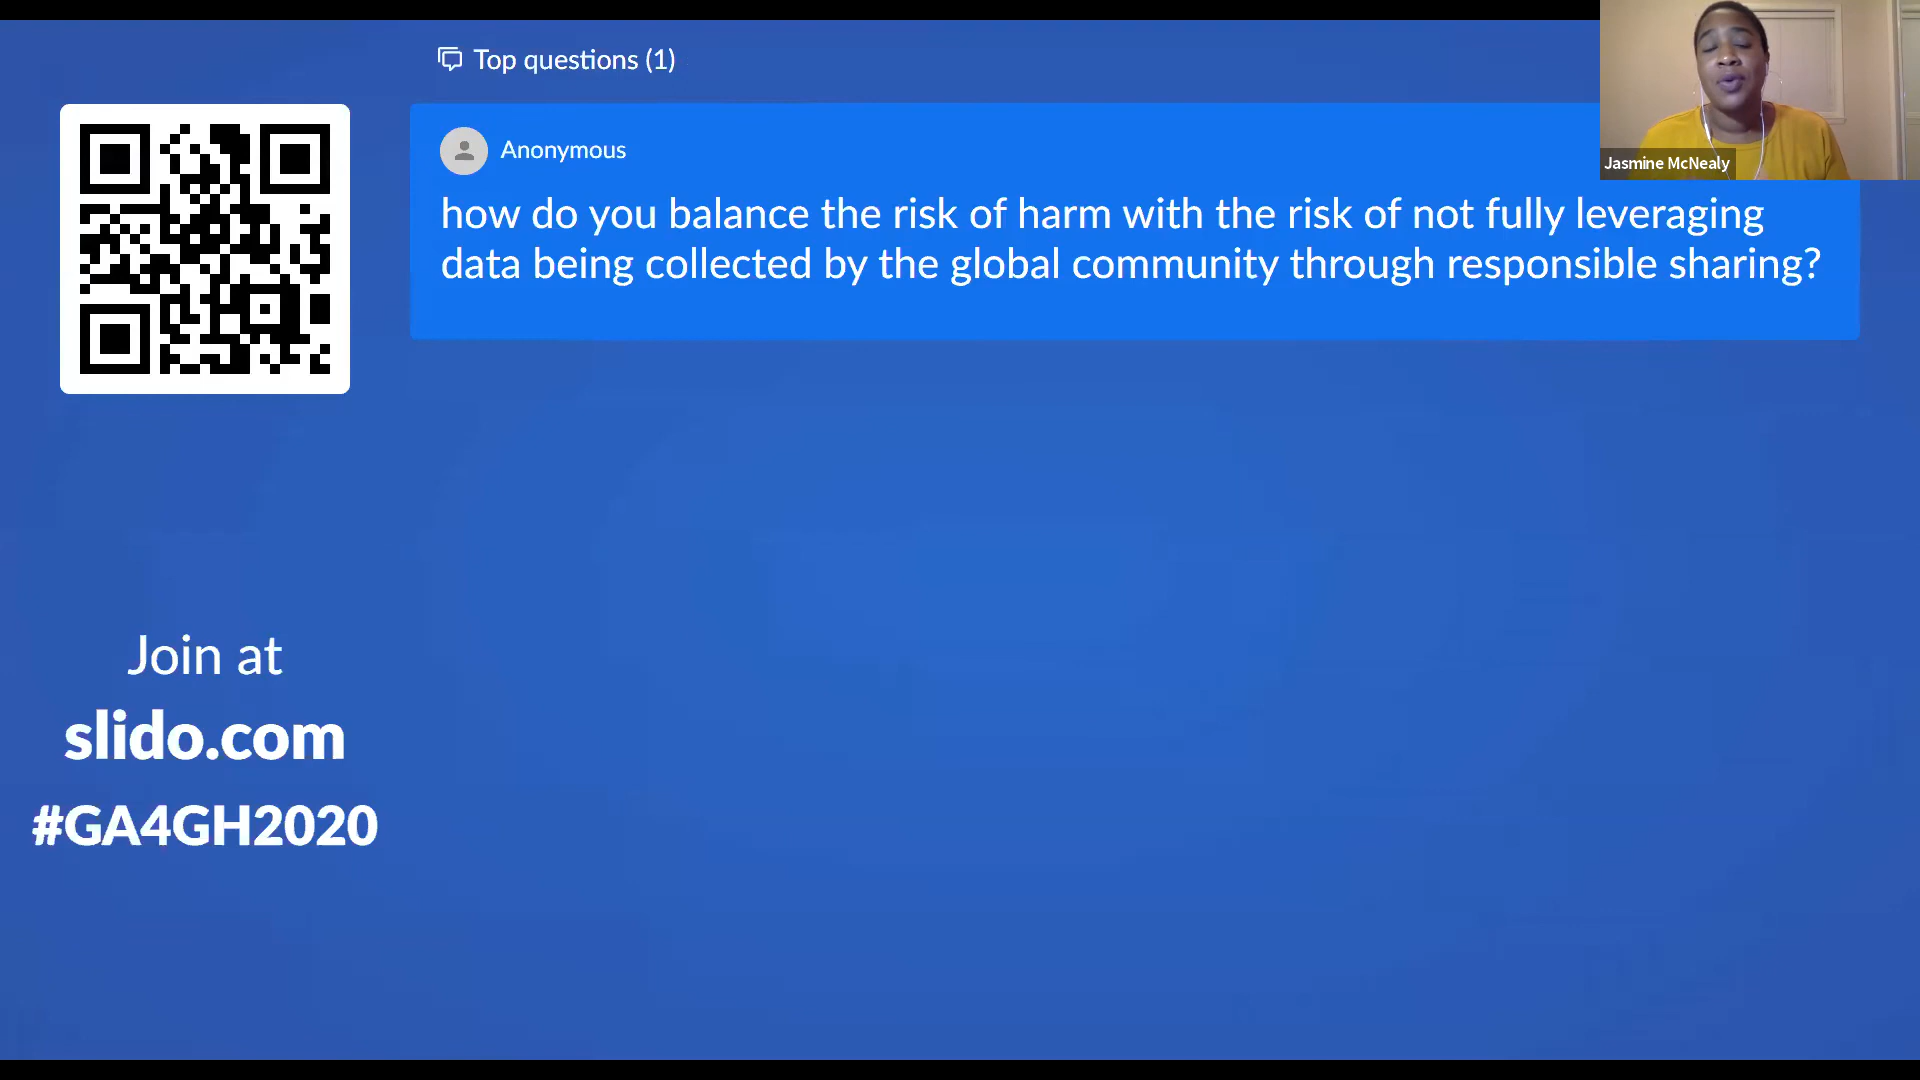 Top questions (1)
Anonymous
how do you balance the risk of harm with the risk of not fully leveraging
data being collected by the global community through responsible sharing?
Jasmine McNealy
Join at
slido.com
#GA4GH2020